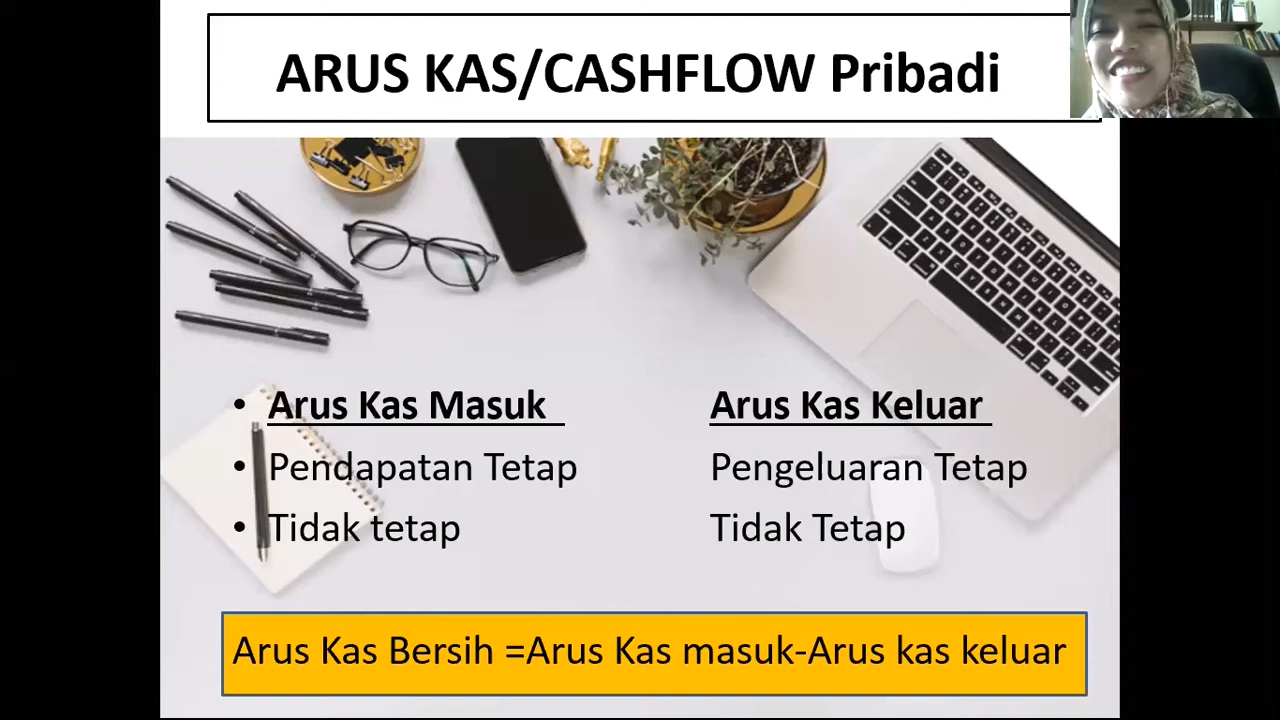 ARUS KAS/CASHFLOW Pribadi
• Arus Kas Masuk Arus Kas Keluar
• Pendapatan Tetap Pengeluaran Tetap
• Tidak tetap Tidak Tetap
Arus Kas Bersih =Arus Kas masuk-Arus kas keluar